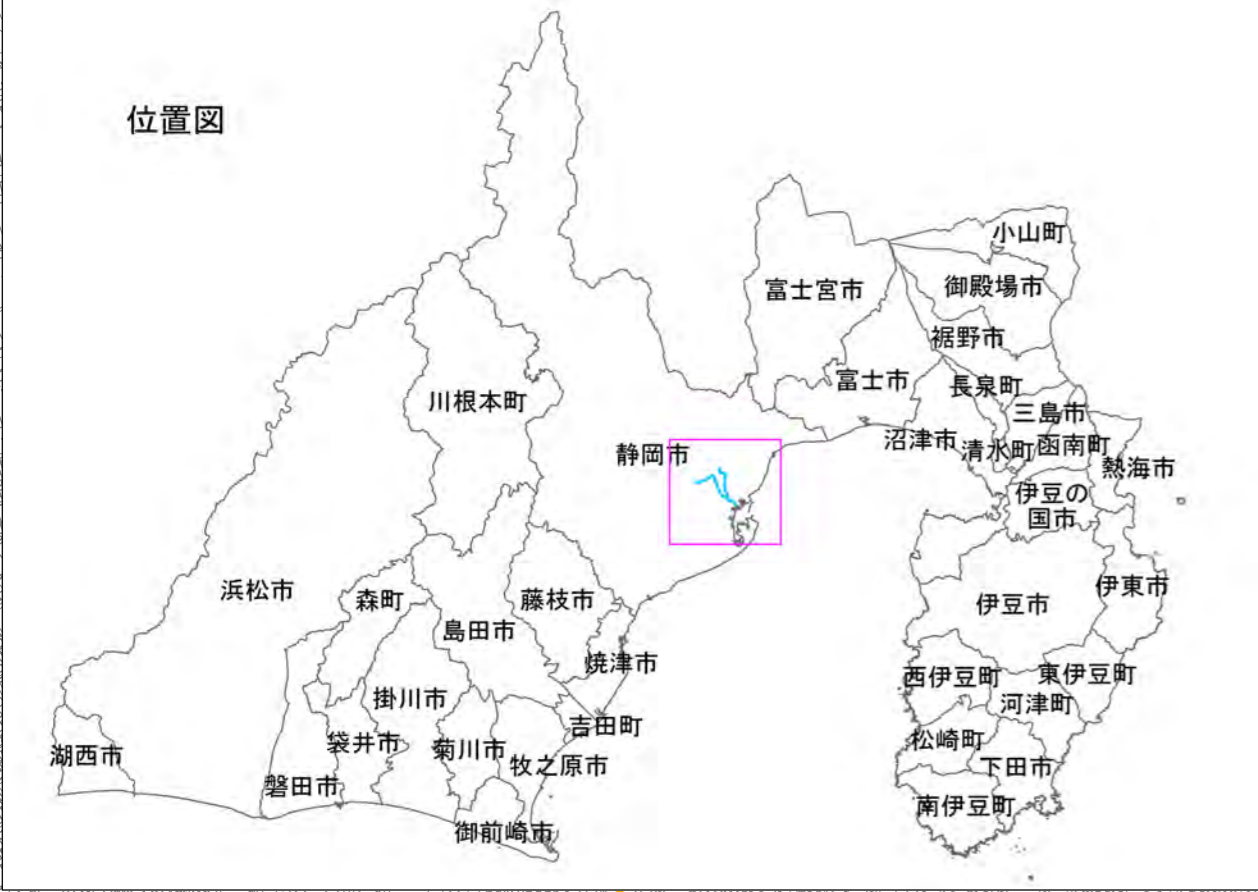 位置図
小山町
富士宮市
御殿場市
裾野市
富士市
長泉町
川根本町
三島市
沼津市
清水町
函南町
静岡市
熱海市
伊豆の
国市
浜松市
森町
藤枝市
伊豆市
伊東市
島田市
焼津市
西伊豆町
東伊豆町
掛川市
河津町
吉田町
湖西市
袋井市
菊川市
牧之原市
松崎町
下田市
磐田市
南伊豆町
御前崎市